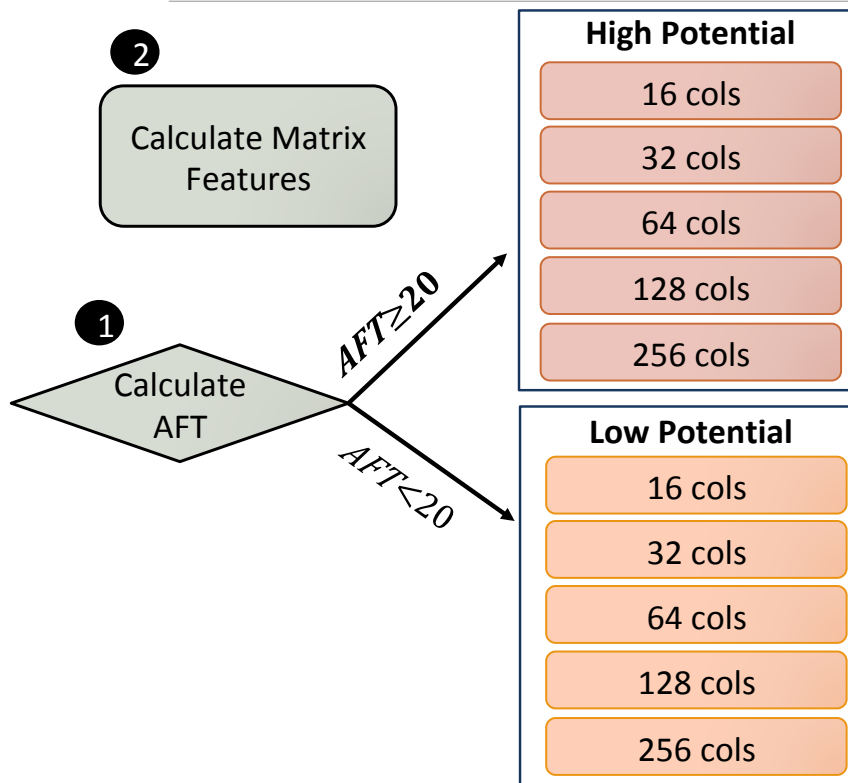 2
Calculate Matrix
Features
1
Calculate
AFT
AFT≥20
AFT<20
High Potential
16 cols
32 cols
64 cols
128 cols
256 cols
Low Potential
16 cols
32 cols
64 cols
128 cols
256 cols